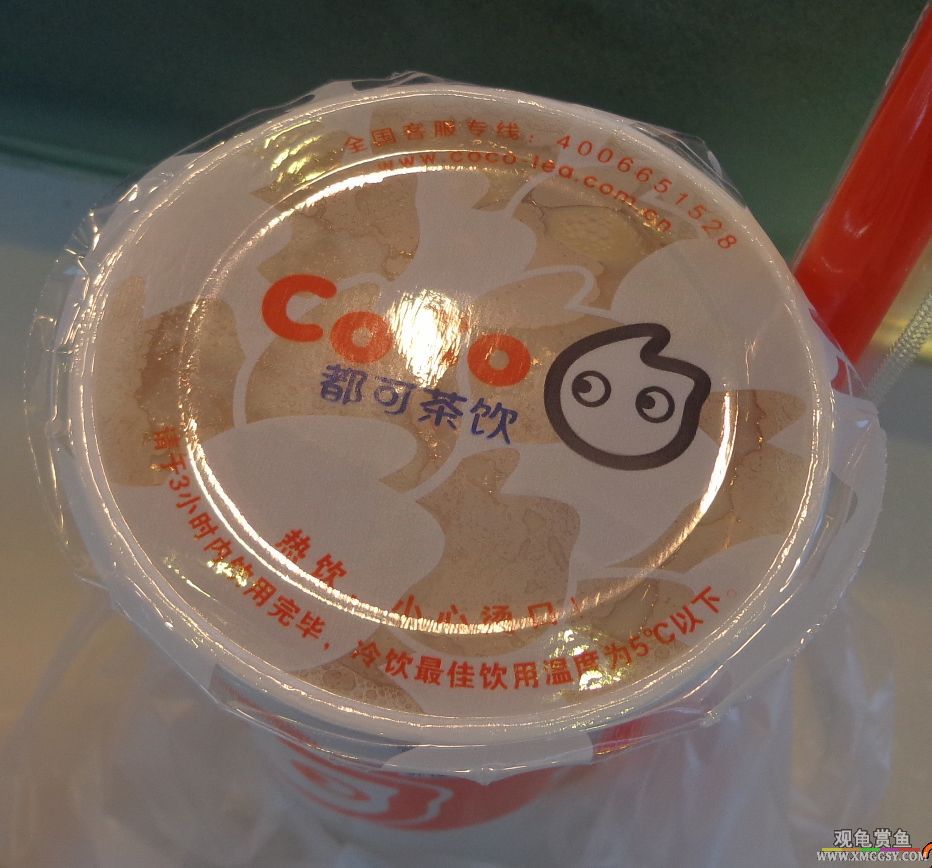 全国客服专线：4006651528
www.coco-tea.com.cn
CoCo
都可茶饮
热饮，小心烫口！
请于3小时内饮用完毕，冷饮最佳饮用温度为5℃以下。
观龟赏鱼
WWW.XMGGSY.COM